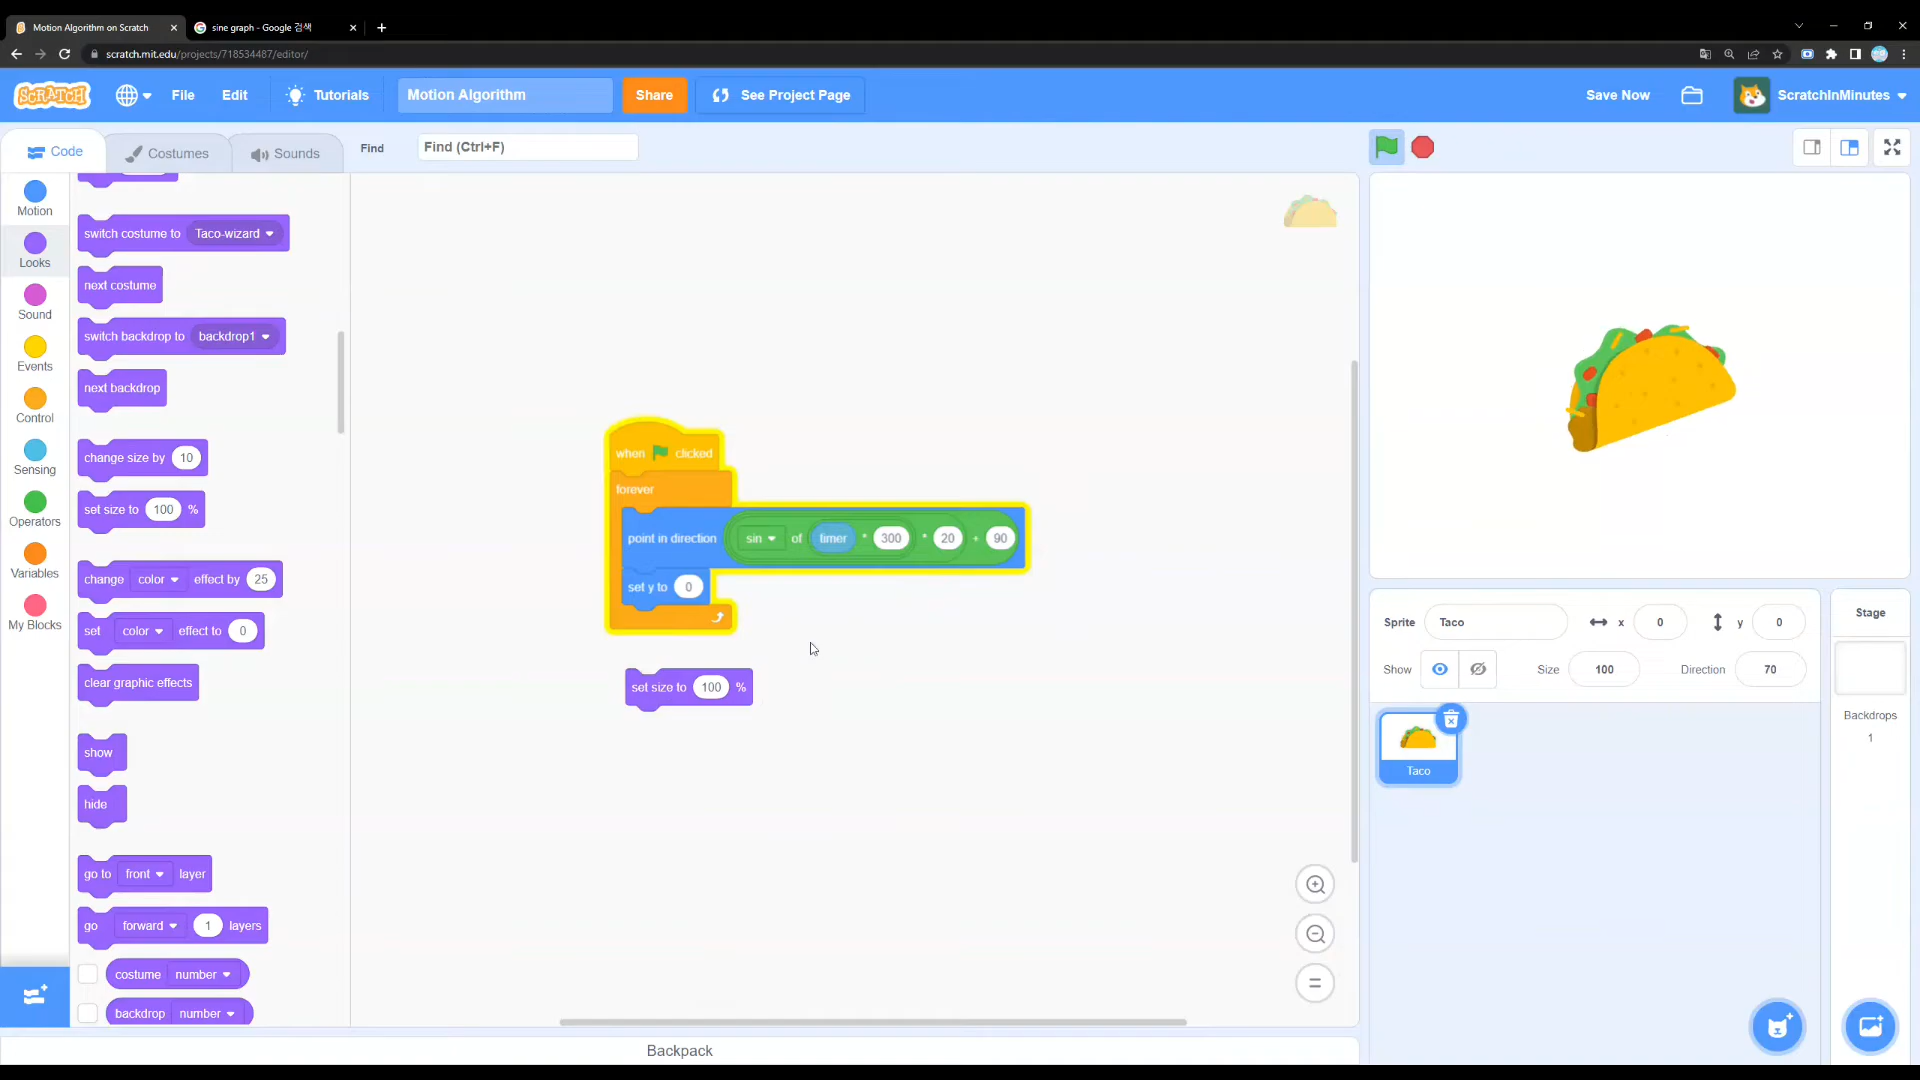 Motion Algorithm on Scratch
sine graph - Google 검색
scratch.mit.edu/projects/718534487/editor/
SCRATCH
File
Edit
Tutorials
Motion Algorithm
Share
See Project Page
Save Now
ScratchInMinutes
Code
Costumes
Sounds
Find
Find (Ctrl+F)
Motion
Looks
Sound
Events
Control
Sensing
Operators
Variables
My Blocks
switch costume to Taco-wizard
next costume
switch backdrop to backdrop1
next backdrop
change size by 10
set size to 100 %
change color effect by 25
set color effect to 0
clear graphic effects
show
hide
go to front layer
go forward 1 layers
costume number
backdrop number
when clicked
forever
point in direction sin of timer * 300 * 20 + 90
set y to 0
set size to 100 %
Sprite Taco x 0 y 0
Show Size 100 Direction 70
Taco
Stage
Backdrops
1
Backpack